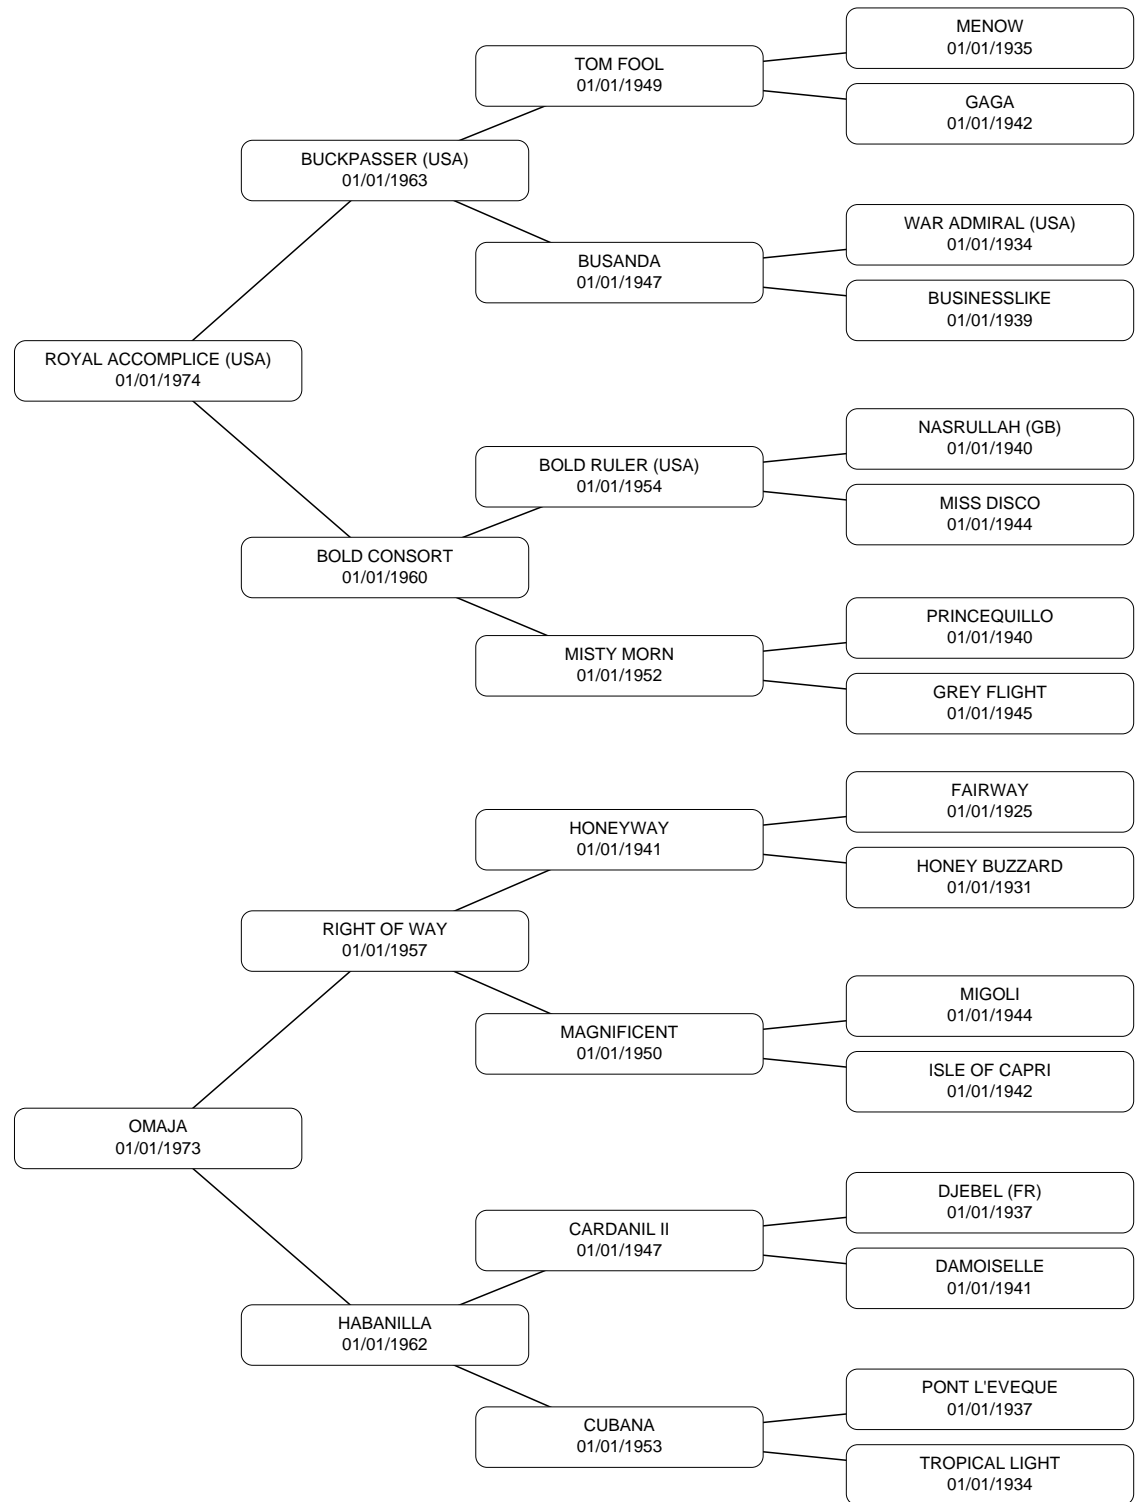 MENOW
01/01/1935
TOM FOOL
01/01/1949
GAGA
01/01/1942
BUCKPASSER (USA)
01/01/1963
WAR ADMIRAL (USA)
01/01/1934
BUSANDA
01/01/1947
BUSINESSLIKE
01/01/1939
ROYAL ACCOMPLICE (USA)
01/01/1974
NASRULLAH (GB)
01/01/1940
BOLD RULER (USA)
01/01/1954
MISS DISCO
01/01/1944
BOLD CONSORT
01/01/1960
PRINCEQUILLO
01/01/1940
MISTY MORN
01/01/1952
GREY FLIGHT
01/01/1945
FAIRWAY
01/01/1925
HONEYWAY
01/01/1941
HONEY BUZZARD
01/01/1931
RIGHT OF WAY
01/01/1957
MIGOLI
01/01/1944
MAGNIFICENT
01/01/1950
ISLE OF CAPRI
01/01/1942
OMAJA
01/01/1973
DJEBEL (FR)
01/01/1937
CARDANIL II
01/01/1947
DAMOISELLE
01/01/1941
HABANILLA
01/01/1962
PONT L'EVEQUE
01/01/1937
CUBANA
01/01/1953
TROPICAL LIGHT
01/01/1934